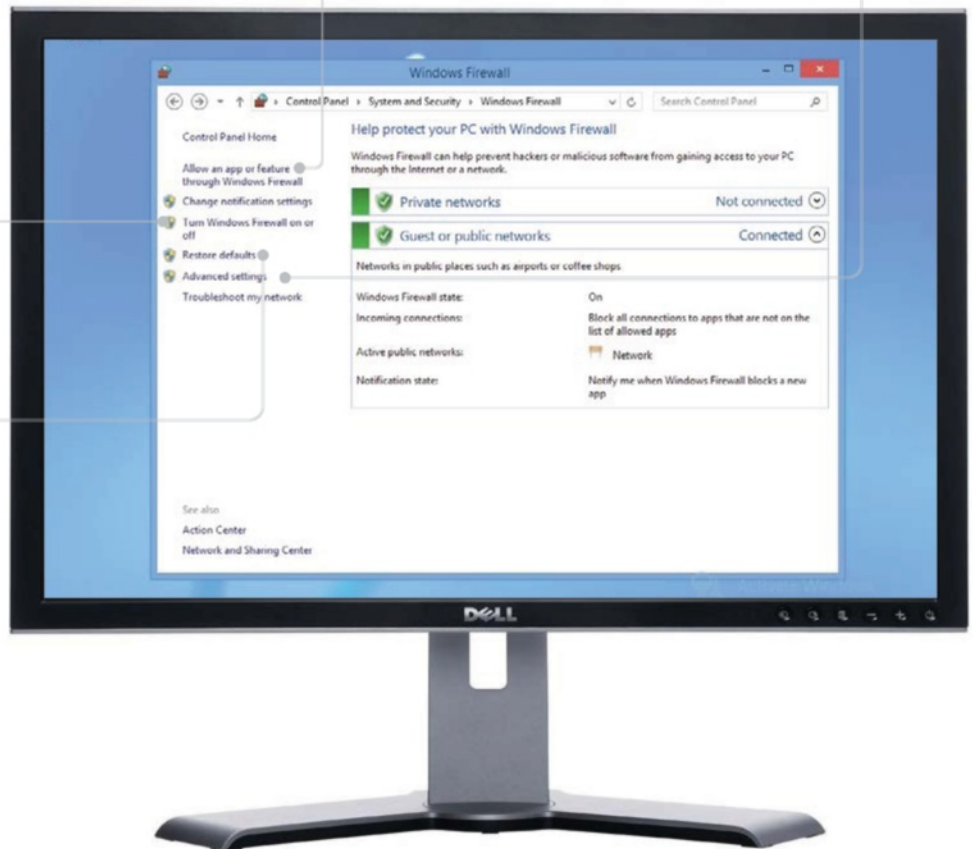 Windows Firewall
Control Panel › System and Security › Windows Firewall
Search Control Panel
Control Panel Home
Allow an app or feature
through Windows Firewall
Change notification settings
Turn Windows Firewall on or
off
Restore defaults
Advanced settings
Troubleshoot my network
See also
Action Center
Network and Sharing Center
Help protect your PC with Windows Firewall
Windows Firewall can help prevent hackers or malicious software from gaining access to your PC
through the Internet or a network.
Private networks Not connected
Guest or public networks Connected
Networks in public places such as airports or coffee shops
Windows Firewall state: On
Incoming connections: Block all connections to apps that are not on the
list of allowed apps
Active public networks: Network
Notification state: Notify me when Windows Firewall blocks a new
app
Activate Windows
DELL